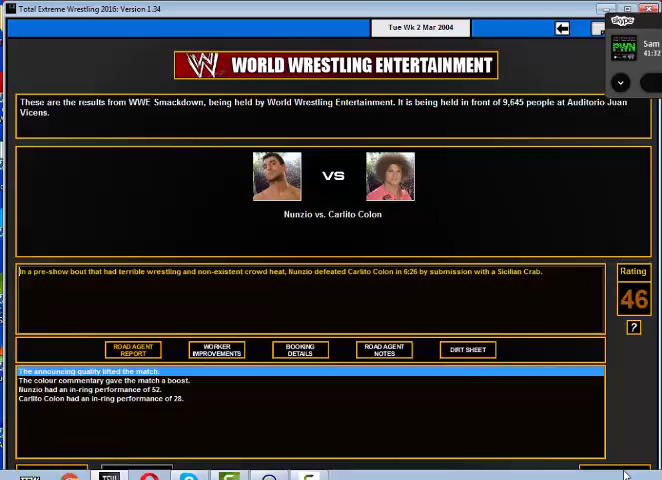 Total Extreme Wrestling 2016: Version 1.34
Tue Wk 2 Mar 2004
skype
PWN
Sam
41:32
W WORLD WRESTLING ENTERTAINMENT
These are the results from WWE Smackdown, being held by World Wrestling Entertainment. It is being held in front of 9,645 people at Auditorio Juan
Vicens.
VS
Nunzio vs. Carlito Colon
In a pre-show bout that had terrible wrestling and non-existent crowd heat, Nunzio defeated Carlito Colon in 6:26 by submission with a Sicilian Crab.
Rating
46
?
ROAD AGENT REPORT
WORKER IMPROVEMENTS
BOOKING DETAILS
ROAD AGENT NOTES
DIRT SHEET
The announcing quality lifted the match.
The colour commentary gave the match a boost.
Nunzio had an in-ring performance of 52.
Carlito Colon had an in-ring performance of 28.